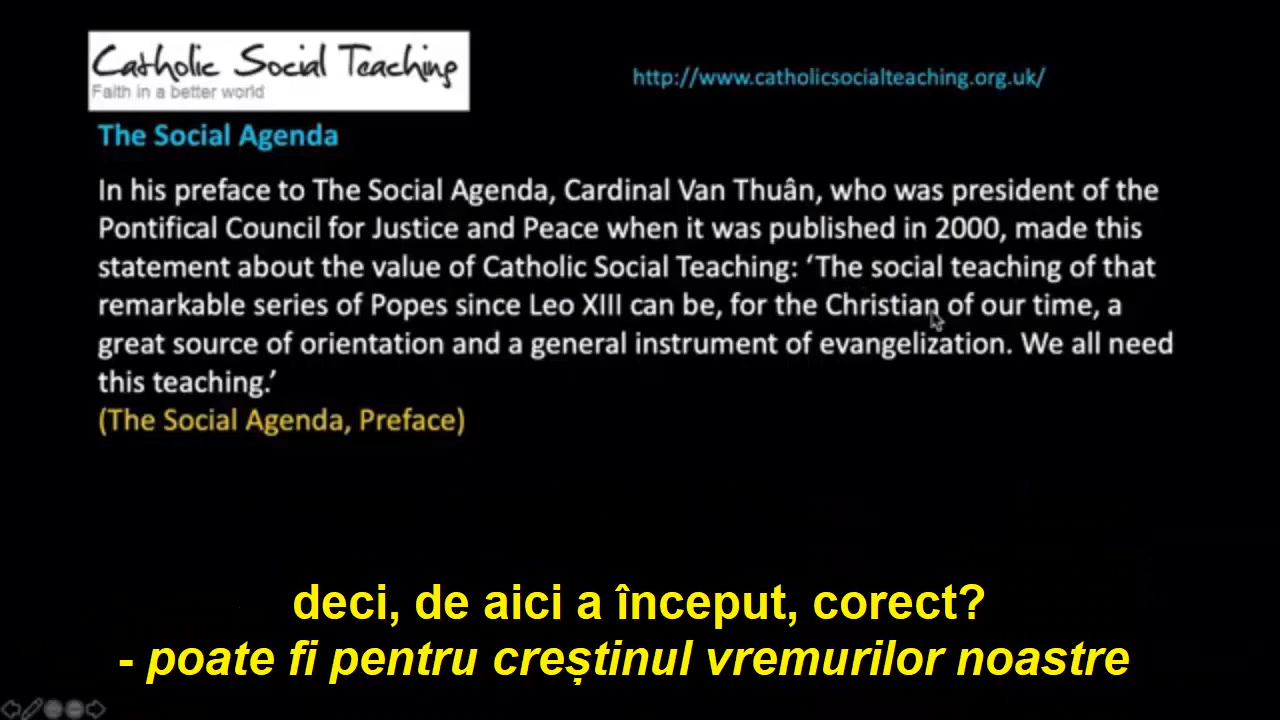 Catholic Social Teaching
Faith in a better world
http://www.catholicsocialteaching.org.uk/
The Social Agenda
In his preface to The Social Agenda, Cardinal Van Thuân, who was president of the
Pontifical Council for Justice and Peace when it was published in 2000, made this
statement about the value of Catholic Social Teaching: ‘The social teaching of that
remarkable series of Popes since Leo XIII can be, for the Christian of our time, a
great source of orientation and a general instrument of evangelization. We all need
this teaching.’
(The Social Agenda, Preface)
deci, de aici a început, corect?
- poate fi pentru creștinul vremurilor noastre